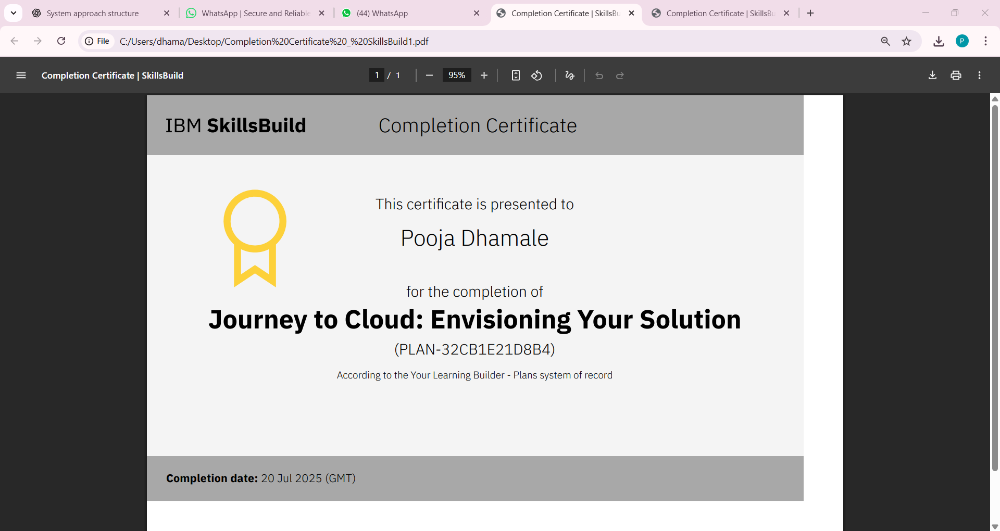 System approach structure
WhatsApp | Secure and Reliable
(44) WhatsApp
Completion Certificate | SkillsBu
Completion Certificate | SkillsBu
File
C:/Users/dhama/Desktop/Completion%20Certificate%20_%20SkillsBuild1.pdf
P
Completion Certificate | SkillsBuild
1 / 1
95%
IBM SkillsBuild
Completion Certificate
This certificate is presented to
Pooja Dhamale
for the completion of
Journey to Cloud: Envisioning Your Solution
(PLAN-32CB1E21D8B4)
According to the Your Learning Builder - Plans system of record
Completion date: 20 Jul 2025 (GMT)